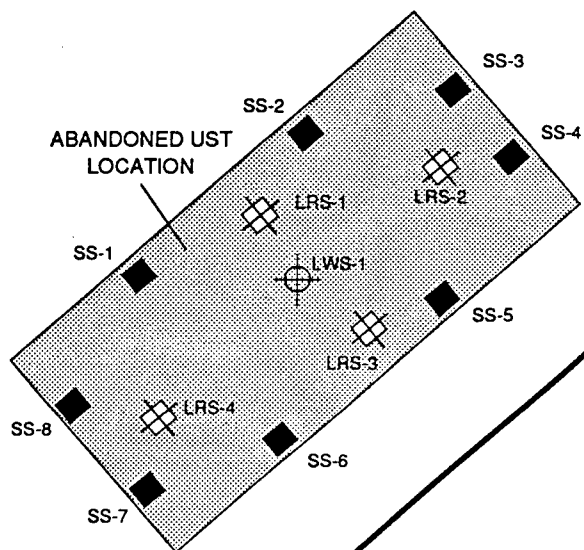 SS-3
SS-2
SS-4
ABANDONED UST
LOCATION
LRS-1
LRS-2
SS-1
LWS-1
SS-5
LRS-3
LRS-4
SS-8
SS-6
SS-7